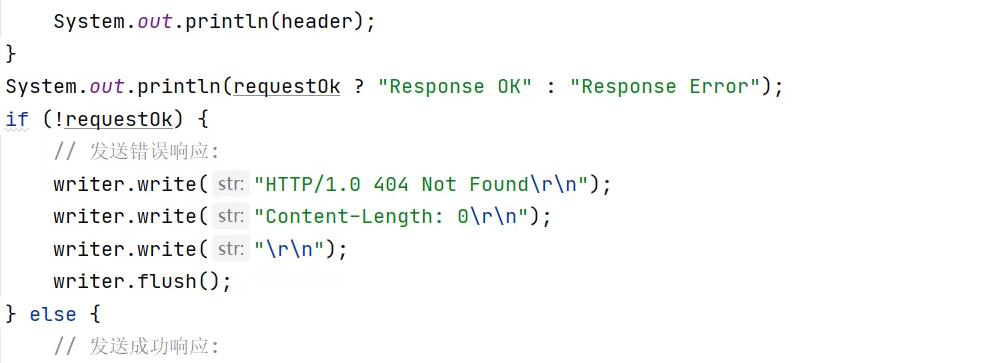 System.out.println(header);
}
System.out.println(requestOk ? "Response OK" : "Response Error");
if (!requestOk) {
// 发送错误响应:
writer.write( str: "HTTP/1.0 404 Not Found\r\n");
writer.write( str: "Content-Length: 0\r\n");
writer.write( str: "\r\n");
writer.flush();
} else {
// 发送成功响应: